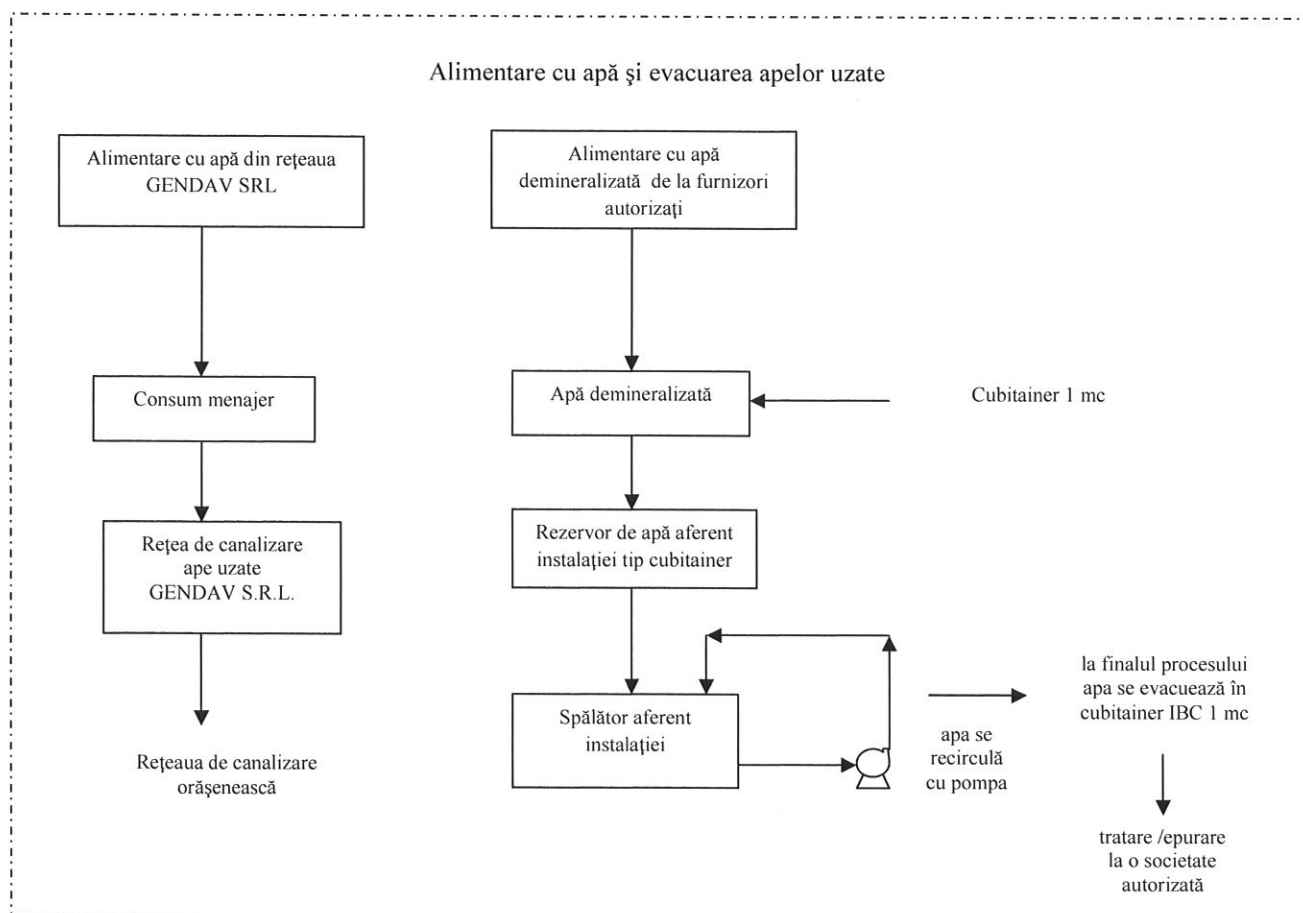 Alimentare cu apă şi evacuarea apelor uzate
Alimentare cu apă din reţeaua
GENDAV SRL
Consum menajer
Reţea de canalizare
ape uzate
GENDAV S.R.L.
Reţeaua de canalizare
orăşenească
Alimentare cu apă
demineralizată de la furnizori
autorizaţi
Apă demineralizată
Cubitainer 1 mc
Rezervor de apă aferent
instalaţiei tip cubitainer
Spălător aferent
instalaţiei
apa se
recirculă
cu pompa
la finalul procesului
apa se evacuează în
cubitainer IBC 1 mc
tratare /epurare
la o societate
autorizată